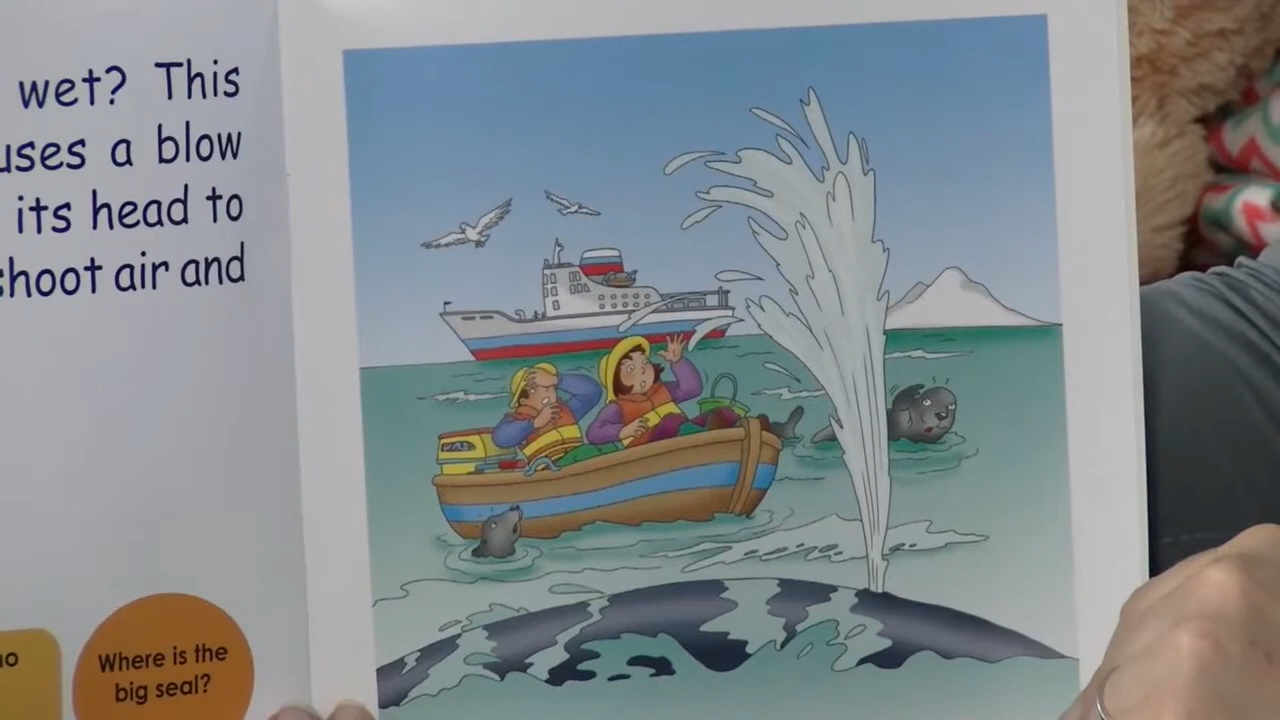 wet? This
uses a blow
its head to
shoot air and
Where is the
big seal?